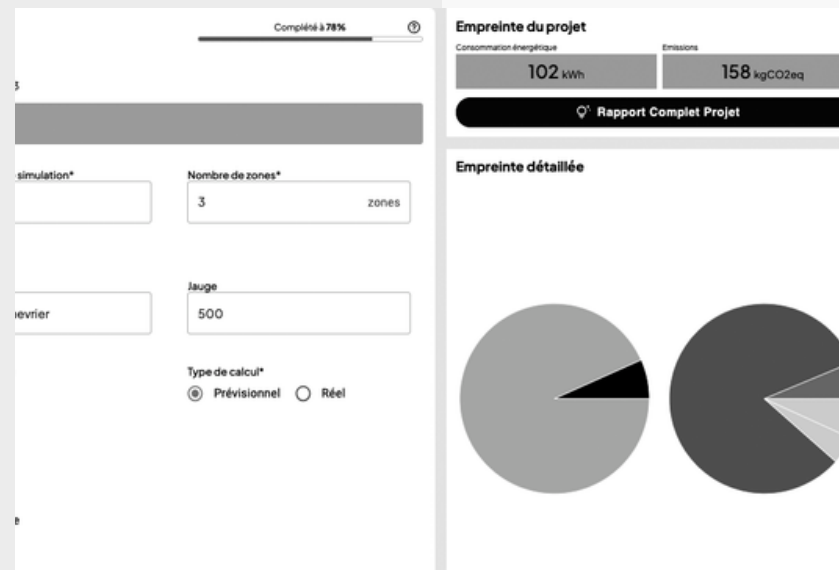 Complété à 78%
3
simulation*
Nombre de zones*
3 zones
Jauge
evrier
500
Type de calcul*
Prévisionnel Réel
e
Empreinte du projet
Consommation énergétique
Emissions
102 kWh
158 kgCO2eq
Rapport Complet Projet
Empreinte détaillée